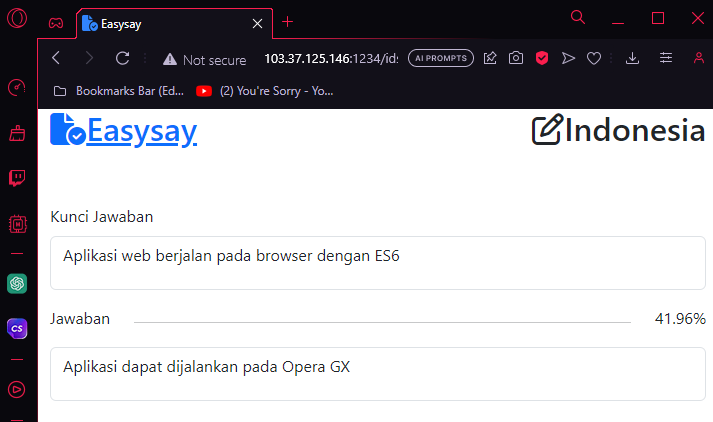 Easysay
Not secure 103.37.125.146:1234/id: AI PROMPTS
Bookmarks Bar (Ed... (2) You're Sorry - Yo...
Easysay Indonesia
Kunci Jawaban
Aplikasi web berjalan pada browser dengan ES6
Jawaban 41.96%
Aplikasi dapat dijalankan pada Opera GX
CS